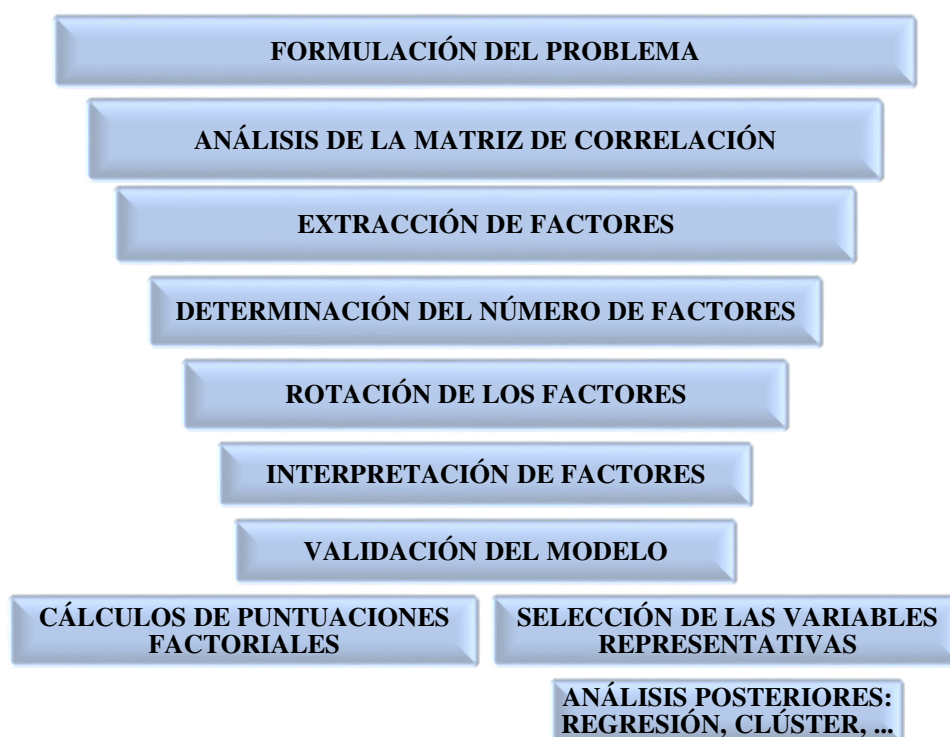 FORMULACIÓN DEL PROBLEMA
ANÁLISIS DE LA MATRIZ DE CORRELACIÓN
EXTRACCIÓN DE FACTORES
DETERMINACIÓN DEL NÚMERO DE FACTORES
ROTACIÓN DE LOS FACTORES
INTERPRETACIÓN DE FACTORES
VALIDACIÓN DEL MODELO
CÁLCULOS DE PUNTUACIONES
FACTORIALES
SELECCIÓN DE LAS VARIABLES
REPRESENTATIVAS
ANÁLISIS POSTERIORES:
REGRESIÓN, CLÚSTER, ...